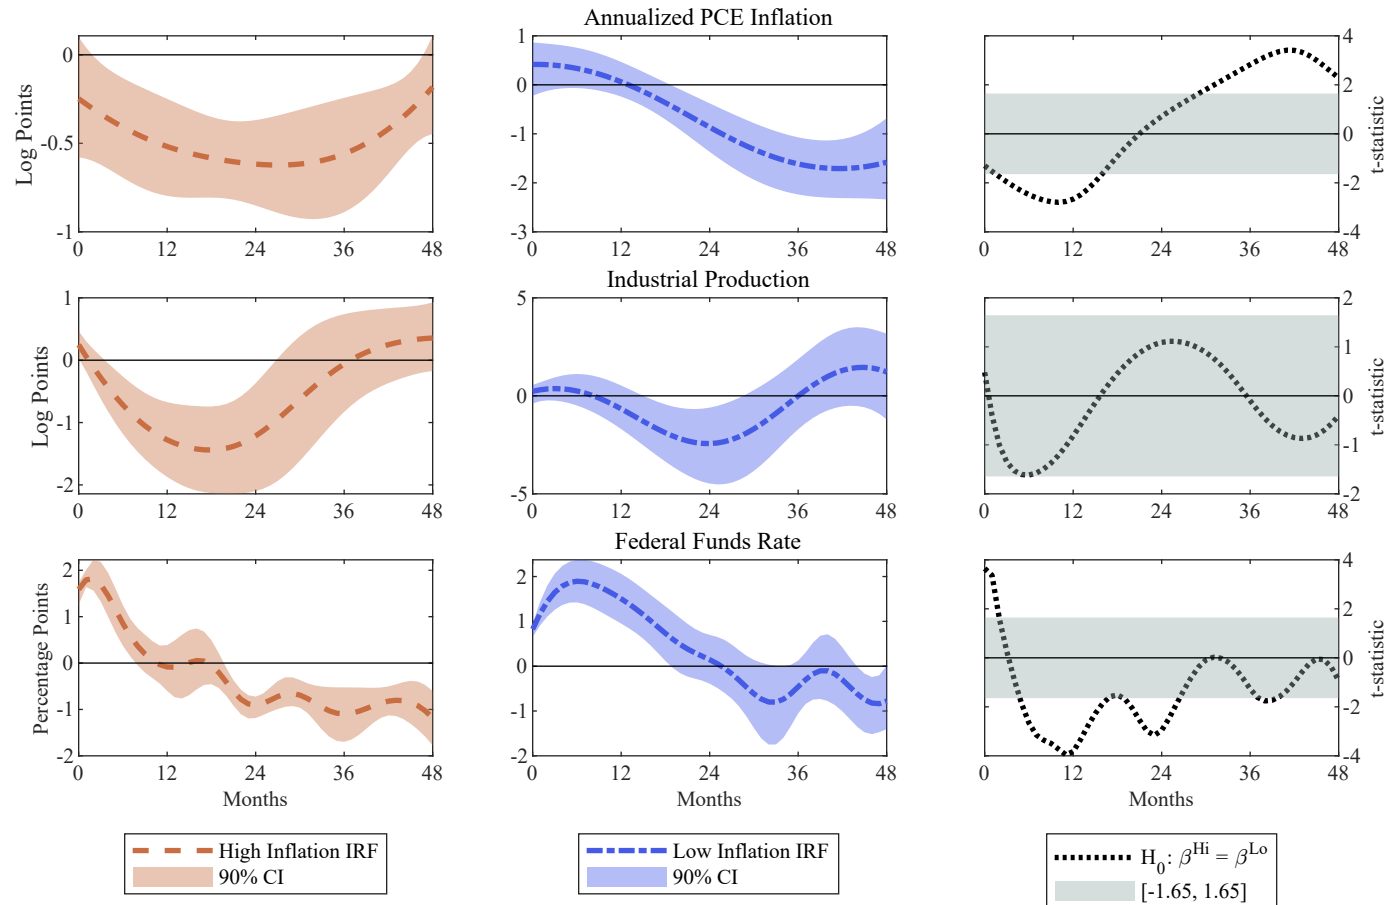 Annualized PCE Inflation
Log Points
0
-0.5
-1
0 12 24 36 48
1
0
-1
-2
-3
0 12 24 36 48
4
2
0
-2
-4
t-statistic
0 12 24 36 48
Industrial Production
Log Points
1
0
-1
-2
0 12 24 36 48
5
0
-5
0 12 24 36 48
2
1
0
-1
-2
t-statistic
0 12 24 36 48
Federal Funds Rate
Percentage Points
2
1
0
-1
-2
0 12 24 36 48
Months
2
1
0
-1
-2
0 12 24 36 48
Months
4
2
0
-2
-4
t-statistic
0 12 24 36 48
Months
High Inflation IRF
90% CI
Low Inflation IRF
90% CI
H₀: βᴴⁱ = βᴸᵒ
[-1.65, 1.65]